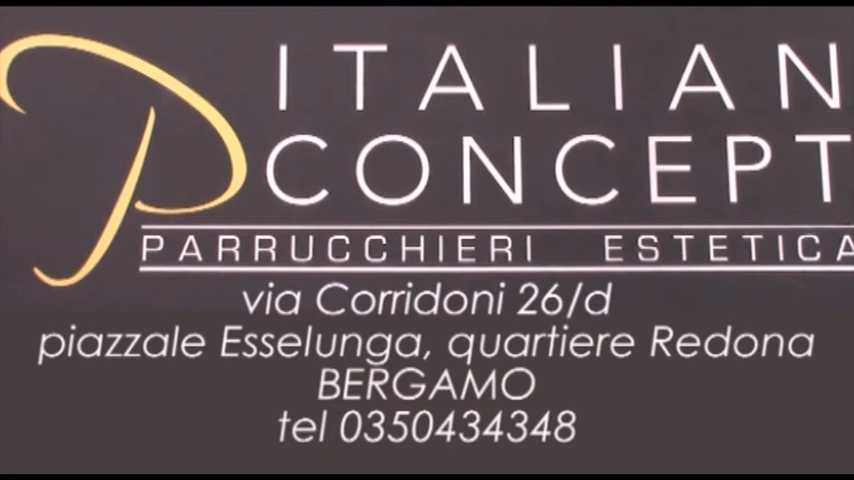 ITALIAN
CONCEPT
PARRUCCHIERI ESTETICA
via Corridoni 26/d
piazzale Esselunga, quartiere Redona
BERGAMO
tel 0350434348